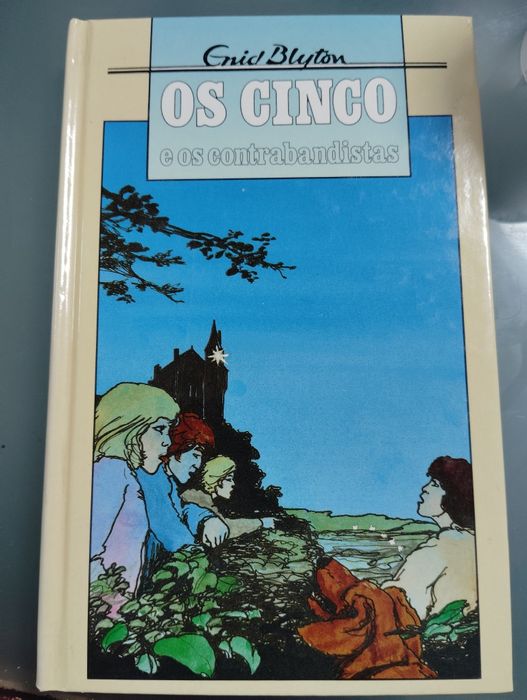 Enid Blyton
OS CINCO
e os contrabandistas